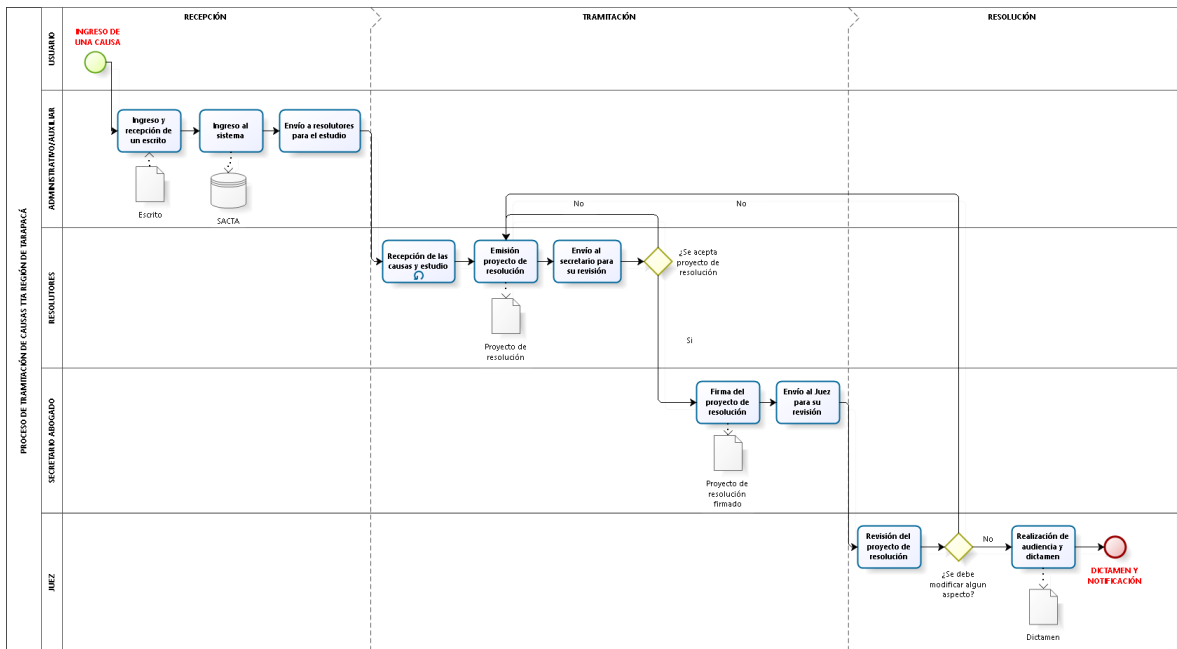 RECEPCIÓN
TRAMITACIÓN
RESOLUCIÓN
PROCESO DE TRAMITACIÓN DE CAUSAS TTA REGIÓN DE TARAPACÁ
USUARIO
INGRESO DE
UNA CAUSA
ADMINISTRATIVO/AUXILIAR
Ingreso y
recepción de
un escrito
Ingreso al
sistema
Envío a resolutores
para el estudio
Escrito
SACTA
No
No
RESOLUTORES
Recepción de las
causas y estudio
Emisión
proyecto de
resolución
Envío al
secretario para
su revisión
¿Se acepta
proyecto de
resolución
Proyecto de
resolución
Si
SECRETARIO ABOGADO
Firma del
proyecto de
resolución
Envío al Juez
para su
revisión
Proyecto de
resolución
firmado
JUEZ
Revisión del
proyecto de
resolución
¿Se debe
modificar algun
aspecto?
No
Realización de
audiencia y
dictamen
DICTAMEN Y
NOTIFICACIÓN
Dictamen